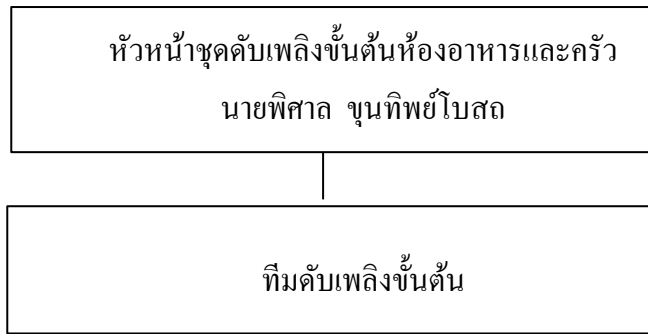 หัวหน้าชุดดับเพลิงขั้นต้นห้องอาหารและครัว
นายพิศาล ขุนทิพย์โบสถ
ทีมดับเพลิงขั้นต้น